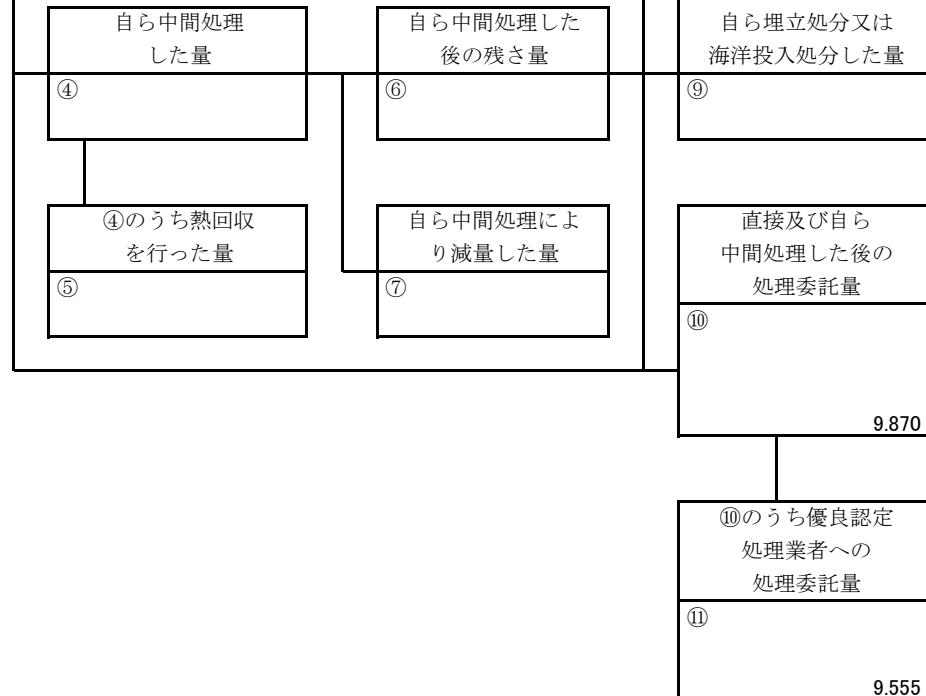 自ら中間処理
した量
④
自ら中間処理した
後の残さ量
⑥
自ら埋立処分又は
海洋投入処分した量
⑨
④のうち熱回収
を行った量
⑤
自ら中間処理によ
り減量した量
⑦
直接及び自ら
中間処理した後の
処理委託量
⑩
9.870
⑩のうち優良認定
処理業者への
処理委託量
⑪
9.555